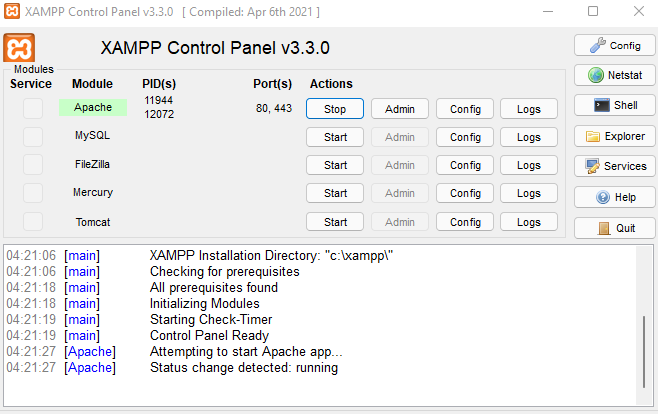 XAMPP Control Panel v3.3.0 [ Compiled: Apr 6th 2021 ]
XAMPP Control Panel v3.3.0
Config
Modules
Service Module PID(s) Port(s) Actions
Netstat
Apache 11944 12072 80, 443 Stop Admin Config Logs
Shell
MySQL Start Admin Config Logs
Explorer
FileZilla Start Admin Config Logs
Services
Mercury Start Admin Config Logs
Help
Tomcat Start Admin Config Logs
Quit
04:21:06 [main] XAMPP Installation Directory: "c:\xampp\"
04:21:06 [main] Checking for prerequisites
04:21:18 [main] All prerequisites found
04:21:18 [main] Initializing Modules
04:21:19 [main] Starting Check-Timer
04:21:19 [main] Control Panel Ready
04:21:27 [Apache] Attempting to start Apache app...
04:21:27 [Apache] Status change detected: running